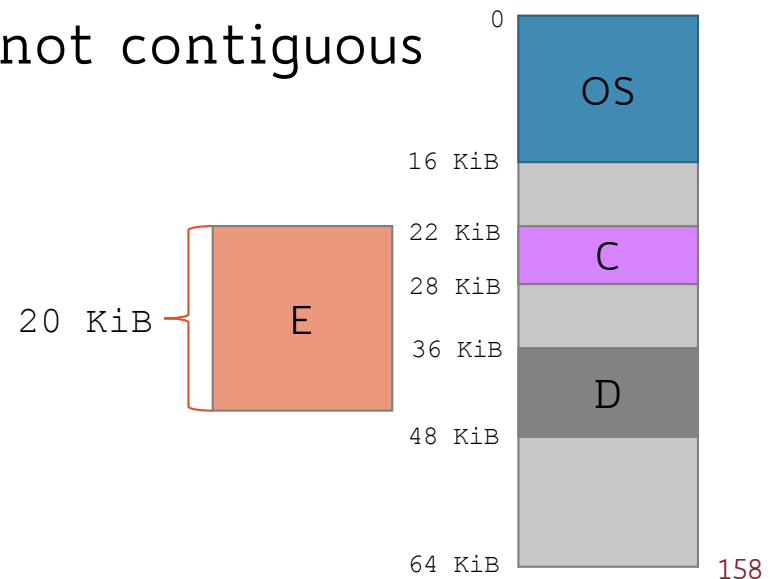 not contiguous
0
OS
16 KiB
22 KiB
C
28 KiB
20 KiB
E
36 KiB
D
48 KiB
64 KiB
158